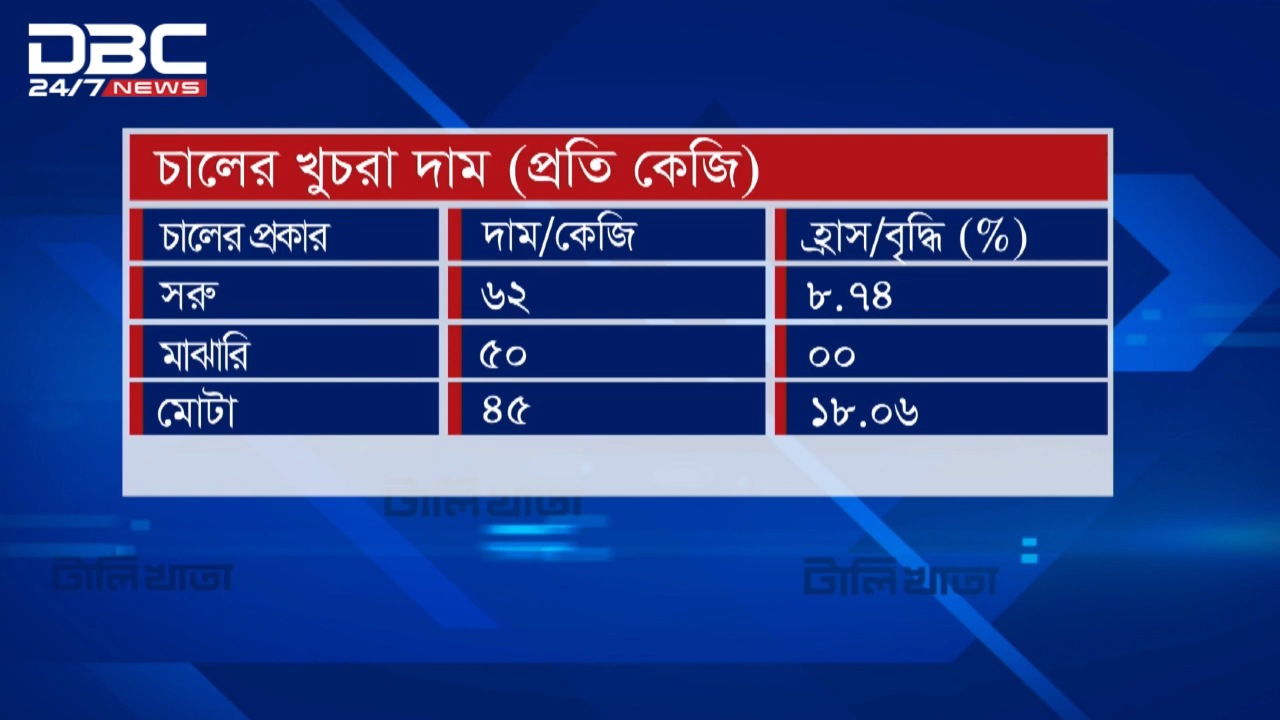 DBC
24/7 NEWS
চালের খুচরা দাম (প্রতি কেজি)
চালের প্রকার দাম/কেজি হ্রাস/বৃদ্ধি (%)
সরু ৬২ ৮.৭৪
মাঝারি ৫০ ০০
মোটা ৪৫ ১৮.০৬
টালিখাতা
টালিখাতা টালিখাতা